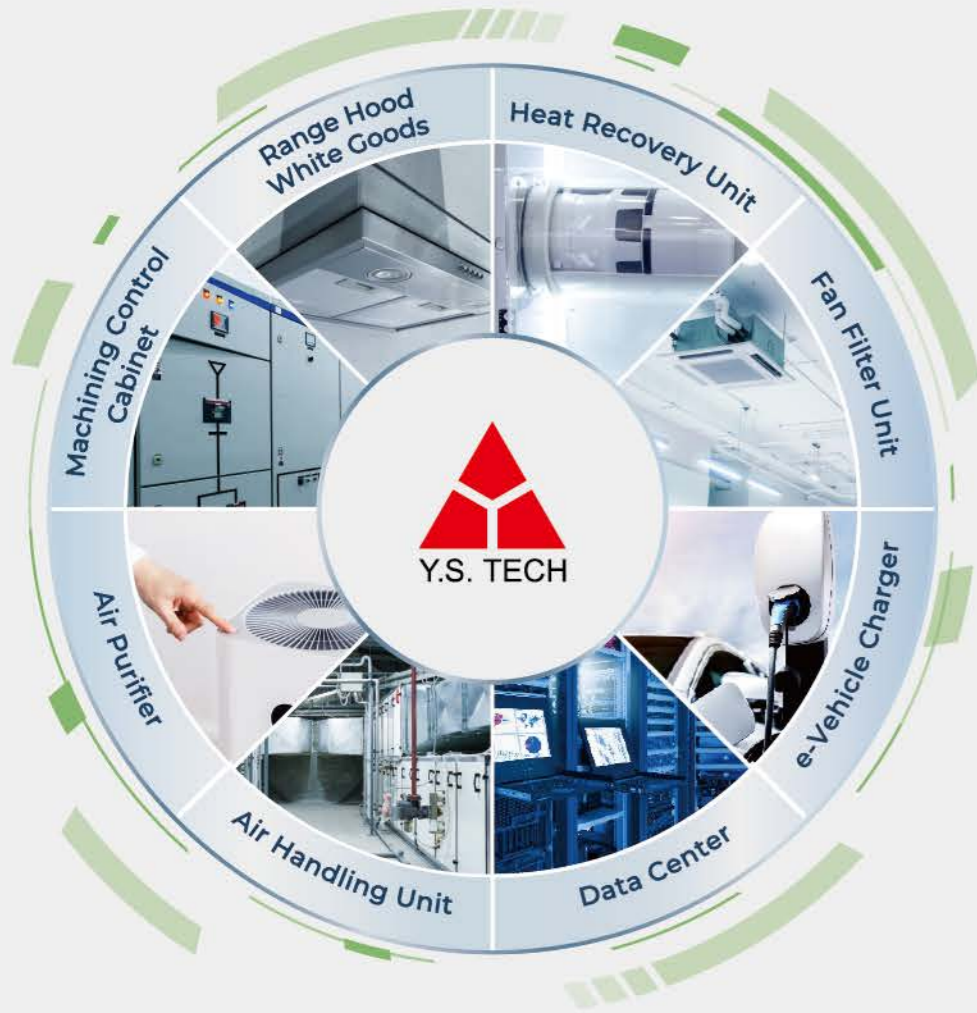 Range Hood
White Goods
Heat Recovery Unit
Fan Filter Unit
e-Vehicle Charger
Data Center
Air Handling Unit
Air Purifier
Machining Control
Cabinet
Y.S. TECH